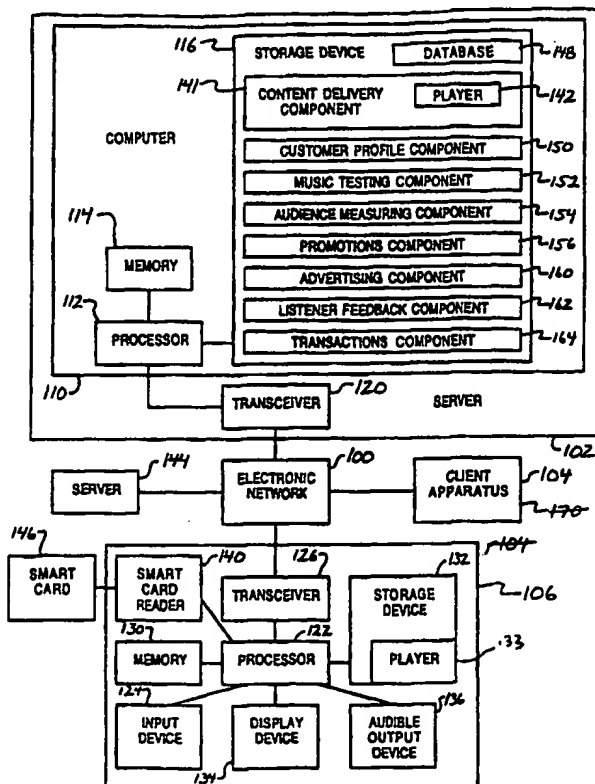 116
STORAGE DEVICE
DATABASE
148
141
CONTENT DELIVERY COMPONENT
PLAYER
142
COMPUTER
CUSTOMER PROFILE COMPONENT
150
MUSIC TESTING COMPONENT
152
114
AUDIENCE MEASURING COMPONENT
154
MEMORY
PROMOTIONS COMPONENT
156
ADVERTISING COMPONENT
160
112
LISTENER FEEDBACK COMPONENT
162
PROCESSOR
TRANSACTIONS COMPONENT
164
110
120
TRANSCEIVER
SERVER
102
144
100
SERVER
ELECTRONIC NETWORK
CLIENT APPARATUS
104
170
146
140
126
132
104
SMART CARD
SMART CARD READER
TRANSCEIVER
STORAGE DEVICE
106
130
122
MEMORY
PROCESSOR
PLAYER
133
124
136
INPUT DEVICE
DISPLAY DEVICE
AUDIBLE OUTPUT DEVICE
134